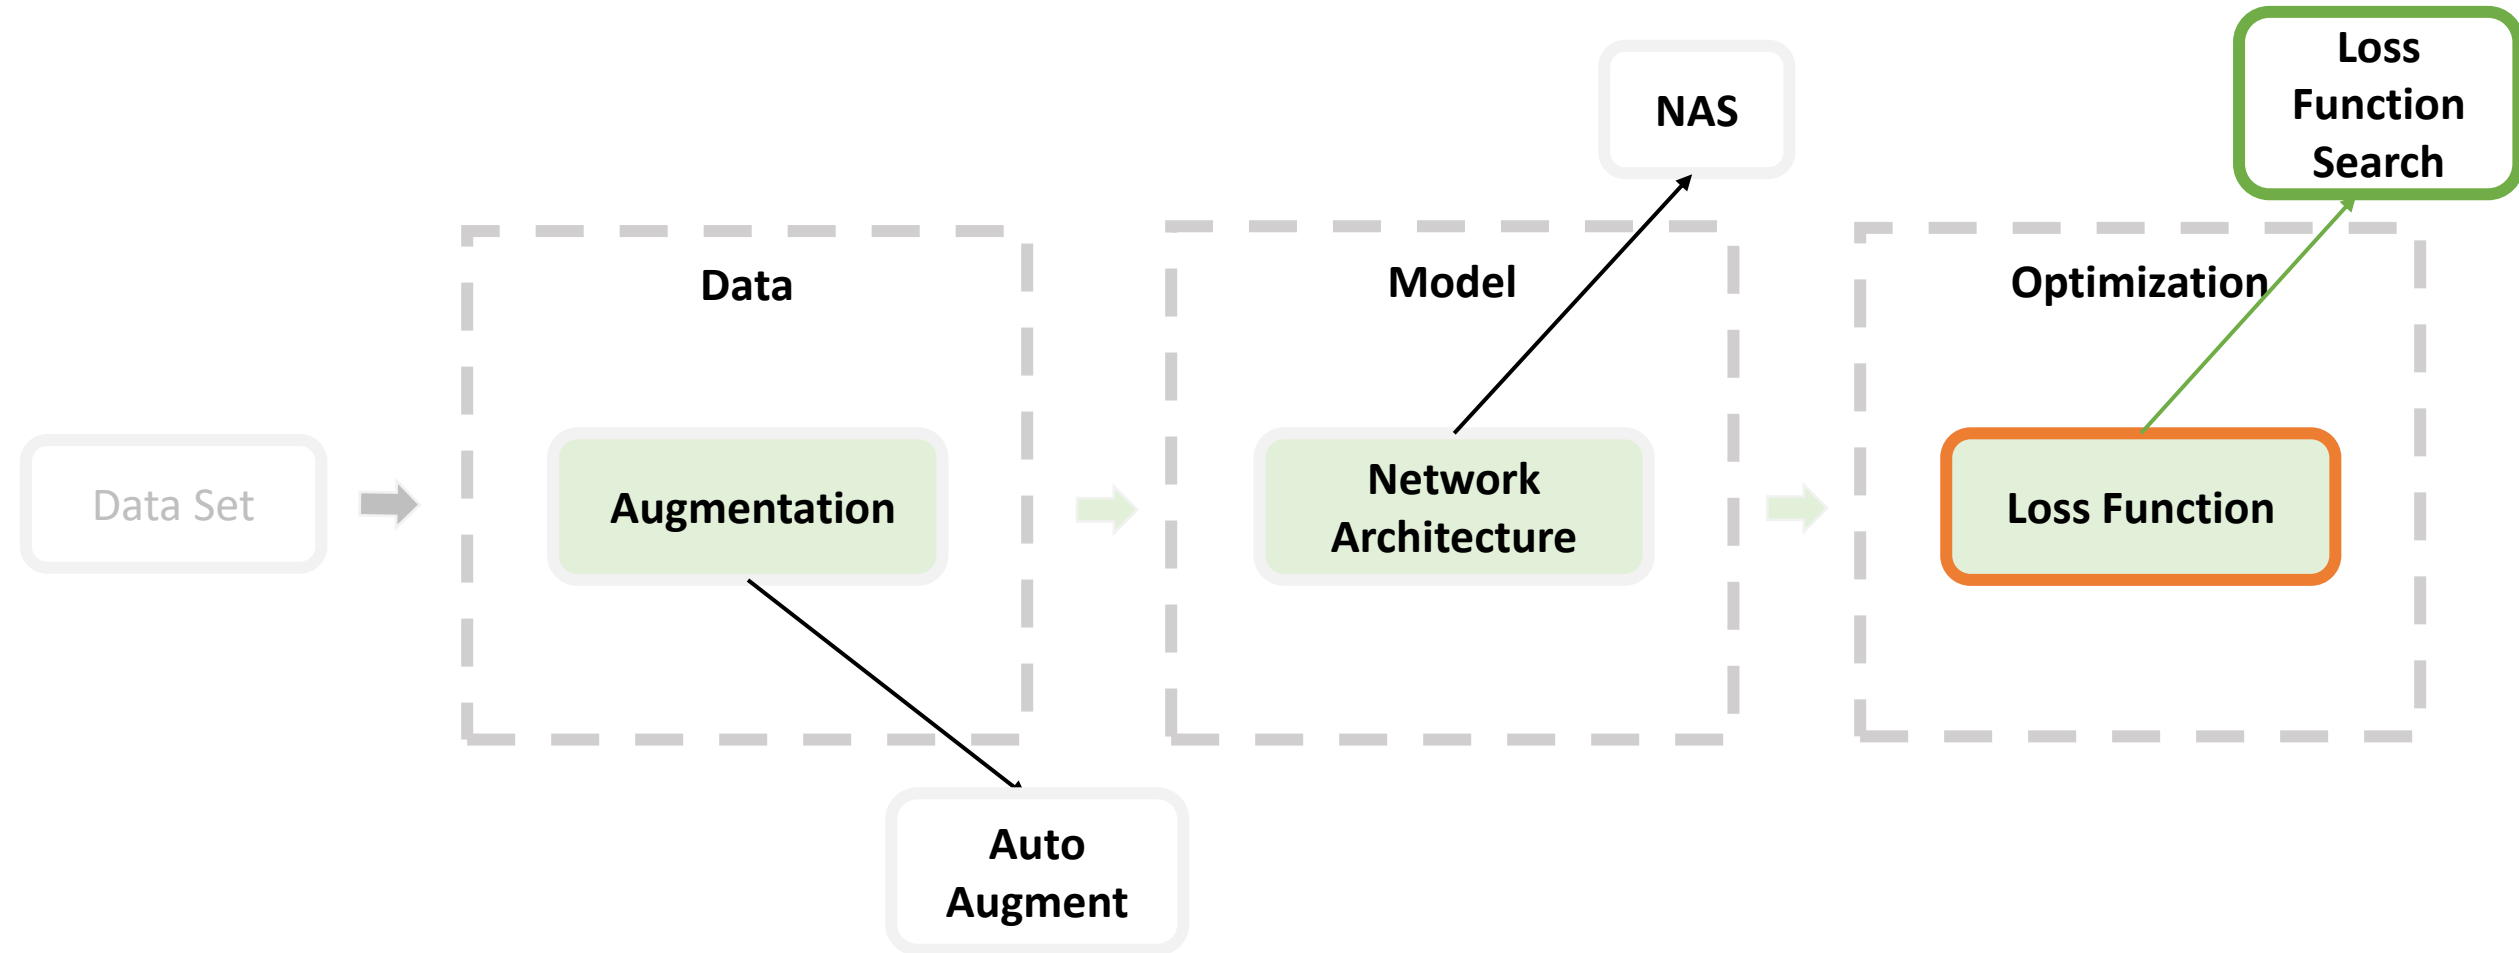 Loss
Function
Search
NAS
Data
Model
Optimization
Data Set
Augmentation
Network
Architecture
Loss Function
Auto
Augment